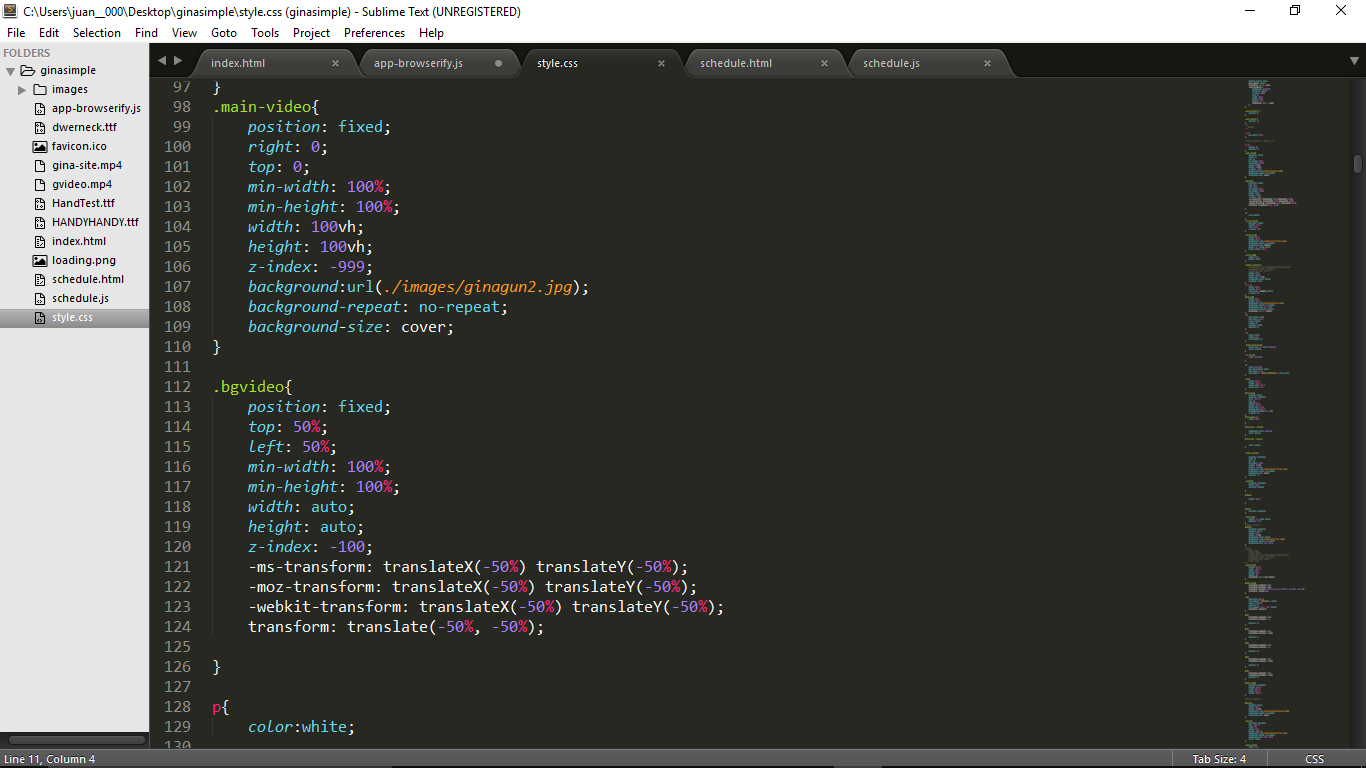 C:\Users\juan__000\Desktop\ginasimple\style.css (ginasimple) - Sublime Text (UNREGISTERED)
File Edit Selection Find View Goto Tools Project Preferences Help
FOLDERS
ginasimple
images
app-browserify.js
dwerneck.ttf
favicon.ico
gina-site.mp4
gvideo.mp4
HandTest.ttf
HANDYHANDY.ttf
index.html
loading.png
schedule.html
schedule.js
style.css
index.html × app-browserify.js style.css × schedule.html × schedule.js ×
97 }
98 .main-video{
99 position: fixed;
100 right: 0;
101 top: 0;
102 min-width: 100%;
103 min-height: 100%;
104 width: 100vh;
105 height: 100vh;
106 z-index: -999;
107 background:url(./images/ginagun2.jpg);
108 background-repeat: no-repeat;
109 background-size: cover;
110 }
111
112 .bgvideo{
113 position: fixed;
114 top: 50%;
115 left: 50%;
116 min-width: 100%;
117 min-height: 100%;
118 width: auto;
119 height: auto;
120 z-index: -100;
121 -ms-transform: translateX(-50%) translateY(-50%);
122 -moz-transform: translateX(-50%) translateY(-50%);
123 -webkit-transform: translateX(-50%) translateY(-50%);
124 transform: translate(-50%, -50%);
125
126 }
127
128 p{
129 color:white;
130
Line 11, Column 4 Tab Size: 4 CSS